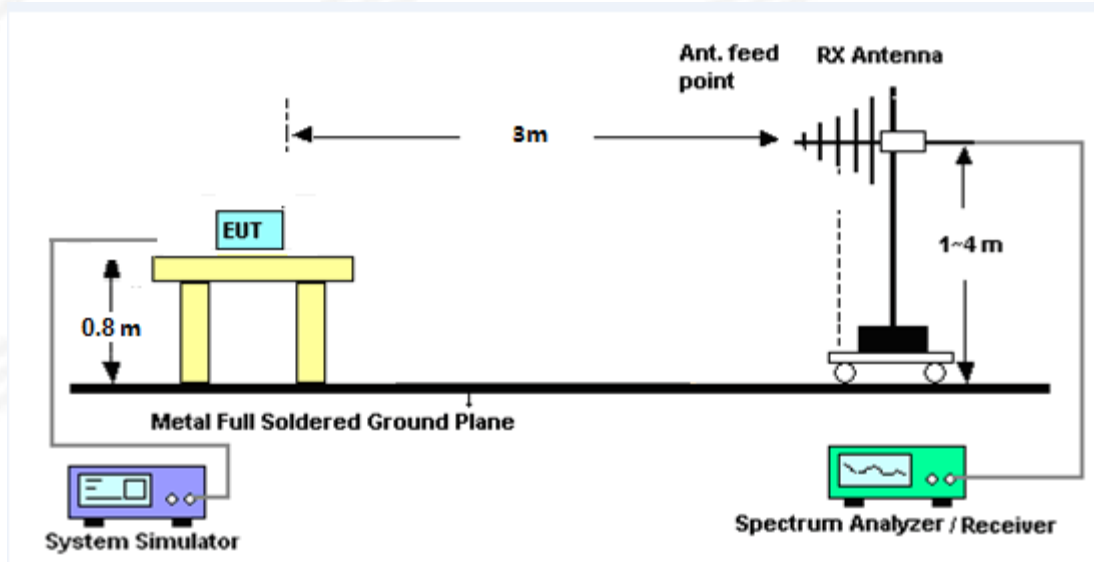 Ant. feed
point
RX Antenna
3m
EUT
1~4 m
0.8 m
Metal Full Soldered Ground Plane
System Simulator
Spectrum Analyzer / Receiver